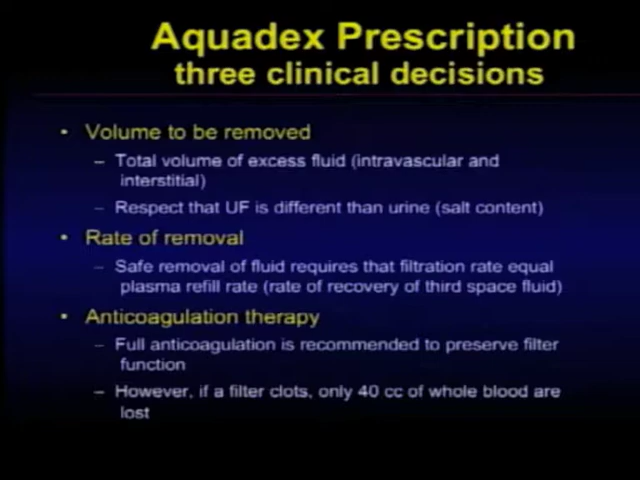 Aquadex Prescription
three clinical decisions
• Volume to be removed
– Total volume of excess fluid (intravascular and
interstitial)
– Respect that UF is different than urine (salt content)
• Rate of removal
– Safe removal of fluid requires that filtration rate equal
plasma refill rate (rate of recovery of third space fluid)
• Anticoagulation therapy
– Full anticoagulation is recommended to preserve filter
function
– However, if a filter clots, only 40 cc of whole blood are
lost